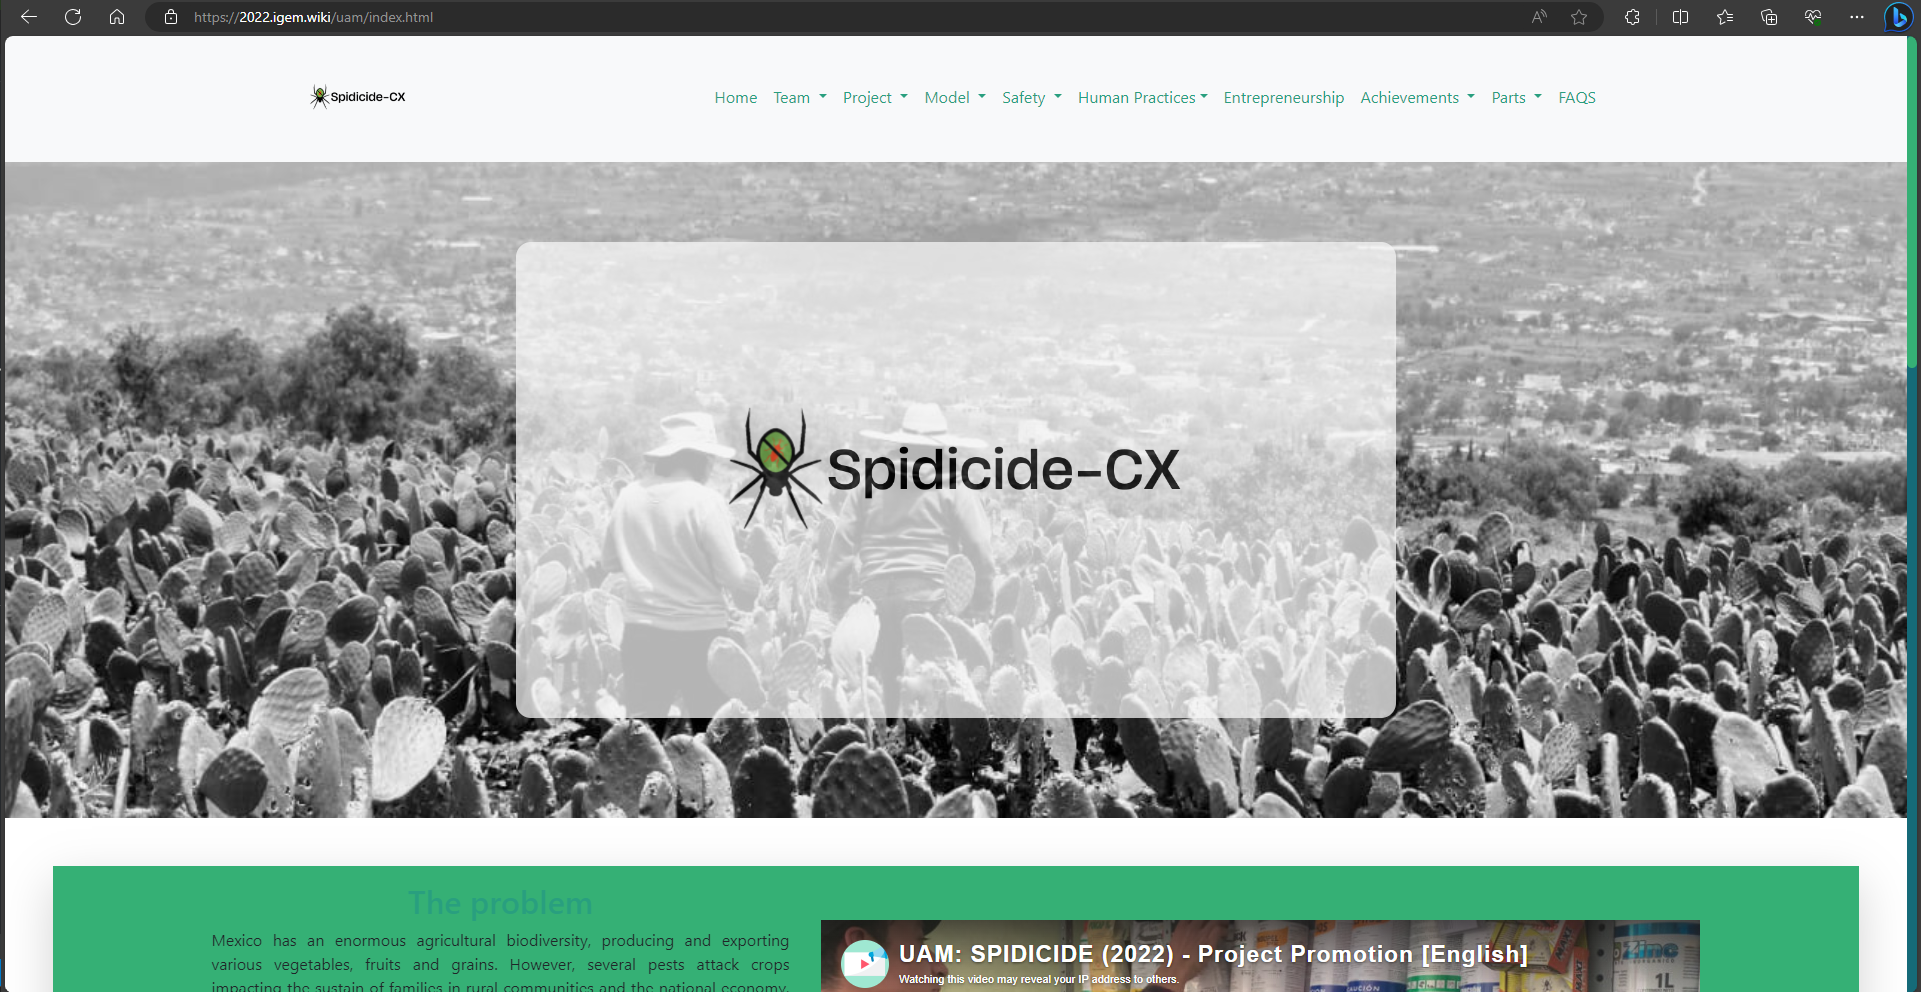 https://2022.igem.wiki/uam/index.html
Spidicide-CX
Home Team Project Model Safety Human Practices Entrepreneurship Achievements Parts FAQS
Spidicide-CX
The problem
Mexico has an enormous agricultural biodiversity, producing and exporting
various vegetables, fruits and grains. However, several pests attack crops
impacting the sustain of families in rural communities and the national economy.
UAM: SPIDICIDE (2022) - Project Promotion [English]
Watching this video may reveal your IP address to others.
1L